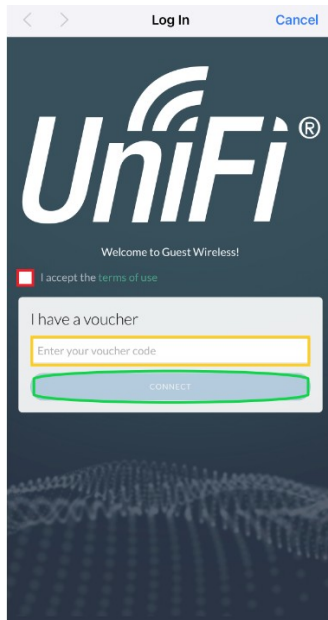 Log In
Cancel
UniFi®
Welcome to Guest Wireless!
I accept the terms of use
I have a voucher
Enter your voucher code
CONNECT